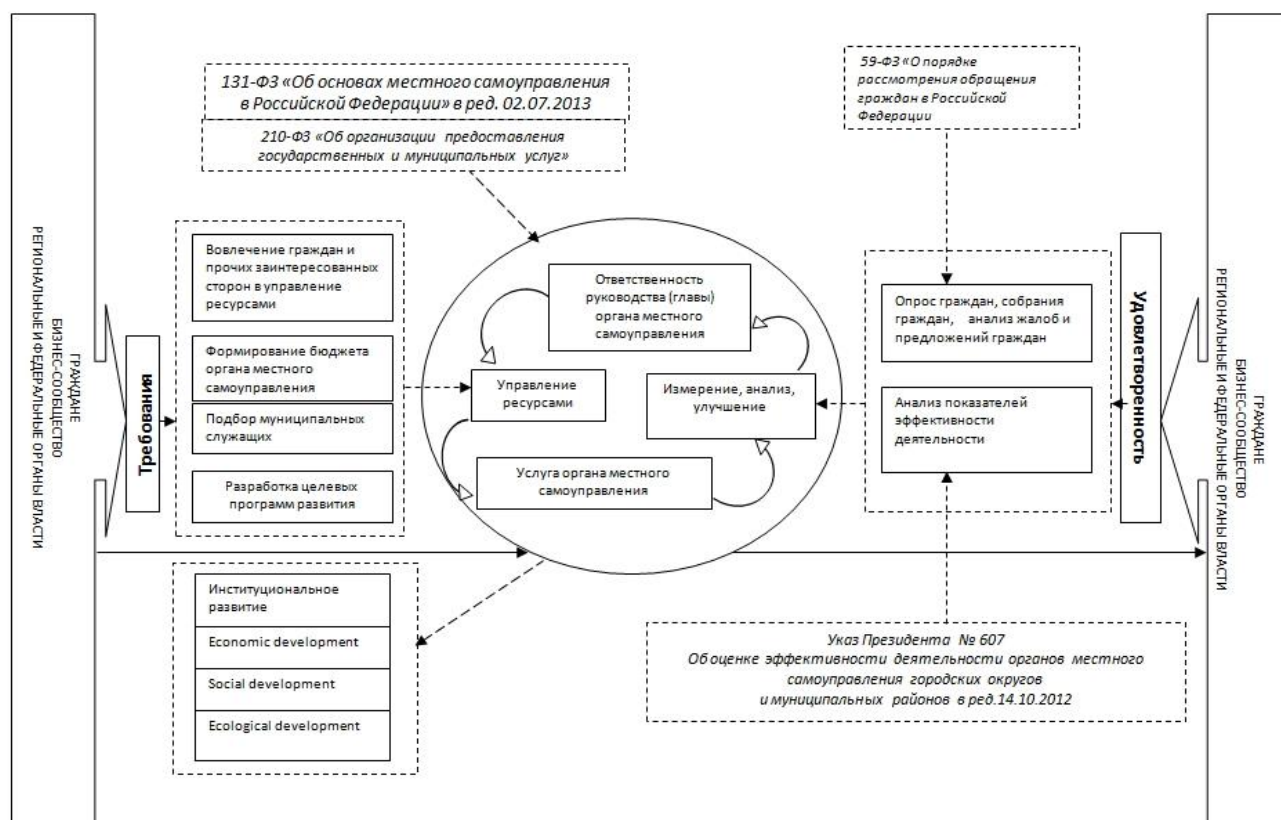 РЕГИОНАЛЬНЫЕ И ФЕДЕРАЛЬНЫЕ ОРГАНЫ ВЛАСТИ
БИЗНЕС-СООБЩЕСТВО
ГРАЖДАНЕ
Требования
131-ФЗ «Об основах местного самоуправления
в Российской Федерации» в ред. 02.07.2013
210-ФЗ «Об организации предоставления
государственных и муниципальных услуг»
59-ФЗ «О порядке
рассмотрения обращения
граждан в Российской
Федерации
Вовлечение граждан и
прочих заинтересованных
сторон в управление
ресурсами
Формирование бюджета
органа местного
самоуправления
Подбор муниципальных
служащих
Разработка целевых
программ развития
Ответственность
руководства (главы)
органа местного
самоуправления
Управление
ресурсами
Измерение, анализ,
улучшение
Услуга органа местного
самоуправления
Опрос граждан, собрания
граждан, анализ жалоб и
предложений граждан
Анализ показателей
эффективности
деятельности
Удовлетворенность
РЕГИОНАЛЬНЫЕ И ФЕДЕРАЛЬНЫЕ ОРГАНЫ ВЛАСТИ
БИЗНЕС-СООБЩЕСТВО
ГРАЖДАНЕ
Институциональное
развитие
Economic development
Social development
Ecological development
Указ Президента № 607
Об оценке эффективности деятельности органов местного
самоуправления городских округов
и муниципальных районов в ред.14.10.2012